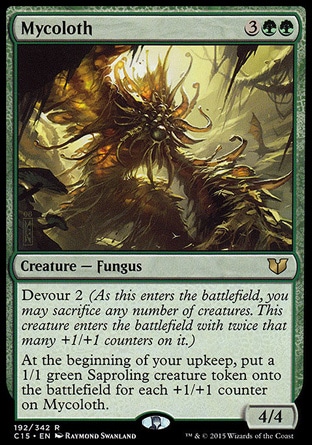 Mycoloth 3
Creature — Fungus
Devour 2 (As this enters the battlefield, you
may sacrifice any number of creatures. This
creature enters the battlefield with twice that
many +1/+1 counters on it.)
At the beginning of your upkeep, put a
1/1 green Saproling creature token onto
the battlefield for each +1/+1 counter
on Mycoloth.
4/4
192/342 R
C15 • EN RAYMOND SWANLAND
™ & © 2015 Wizards of the Coast